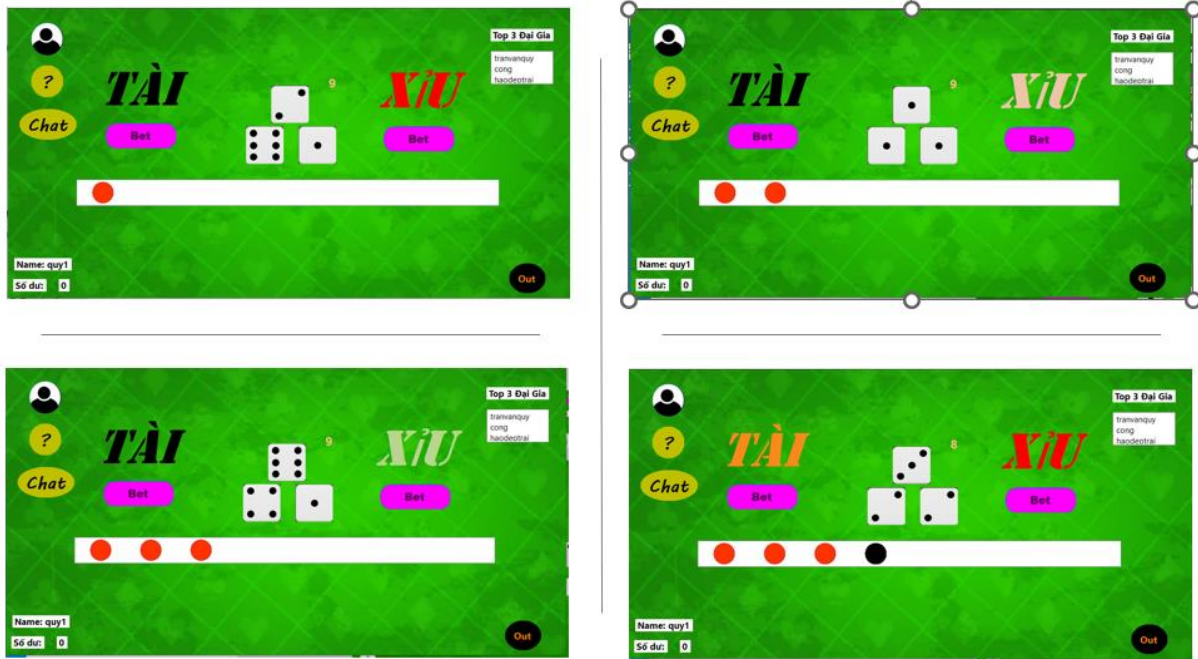 Top 3 Đại Gia
tranvanquy
cong
haodeotrai
?
Chat
TÀI
9
XỈU
Bet
Bet
Name: quy1
Số dư: 0
Out
Top 3 Đại Gia
tranvanquy
cong
haodeotrai
?
Chat
TÀI
9
XỈU
Bet
Bet
Name: quy1
Số dư: 0
Out
Top 3 Đại Gia
tranvanquy
cong
haodeotrai
?
Chat
TÀI
9
XỈU
Bet
Bet
Name: quy1
Số dư: 0
Out
Top 3 Đại Gia
tranvanquy
cong
haodeotrai
?
Chat
TÀI
8
XỈU
Bet
Bet
Name: quy1
Số dư: 0
Out